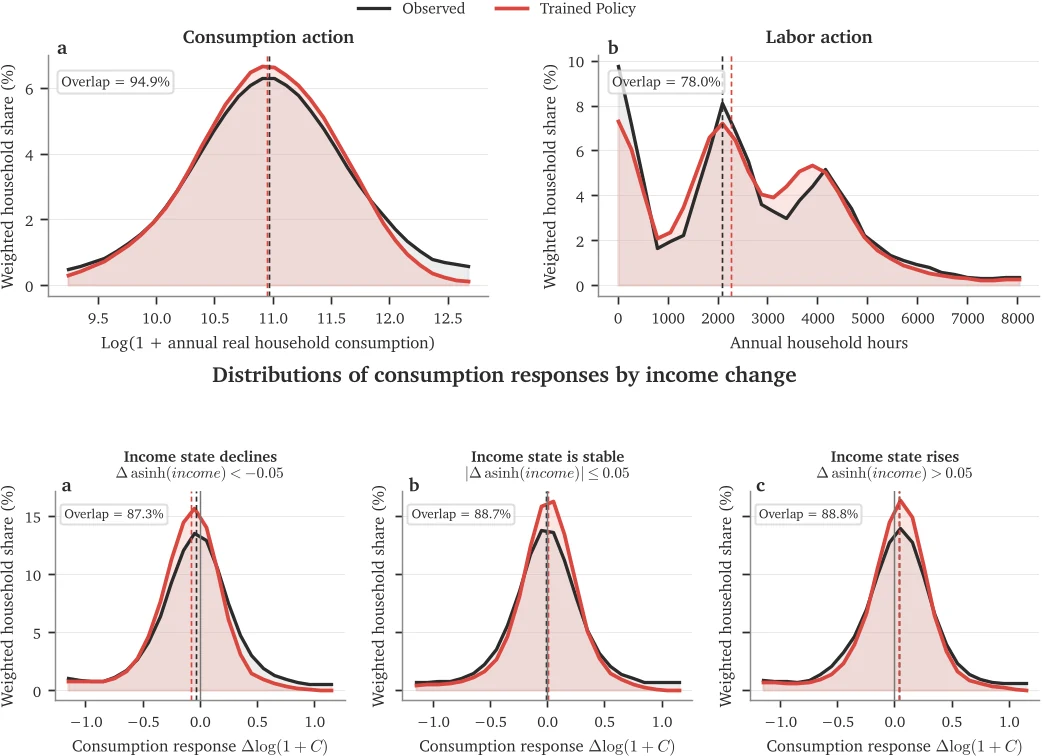 Observed
Trained Policy
a
Consumption action
Overlap = 94.9%
Weighted household share (%)
6
4
2
0
9.5 10.0 10.5 11.0 11.5 12.0 12.5
Log(1 + annual real household consumption)
b
Labor action
Overlap = 78.0%
Weighted household share (%)
10
8
6
4
2
0
0 1000 2000 3000 4000 5000 6000 7000 8000
Annual household hours
Distributions of consumption responses by income change
Income state declines
Δ asinh(income) < −0.05
a
Overlap = 87.3%
Weighted household share (%)
15
10
5
0
−1.0 −0.5 0.0 0.5 1.0
Consumption response Δlog(1 + C)
Income state is stable
|Δ asinh(income)| ≤ 0.05
b
Overlap = 88.7%
Weighted household share (%)
−1.0 −0.5 0.0 0.5 1.0
Consumption response Δlog(1 + C)
Income state rises
Δ asinh(income) > 0.05
c
Overlap = 88.8%
Weighted household share (%)
−1.0 −0.5 0.0 0.5 1.0
Consumption response Δlog(1 + C)